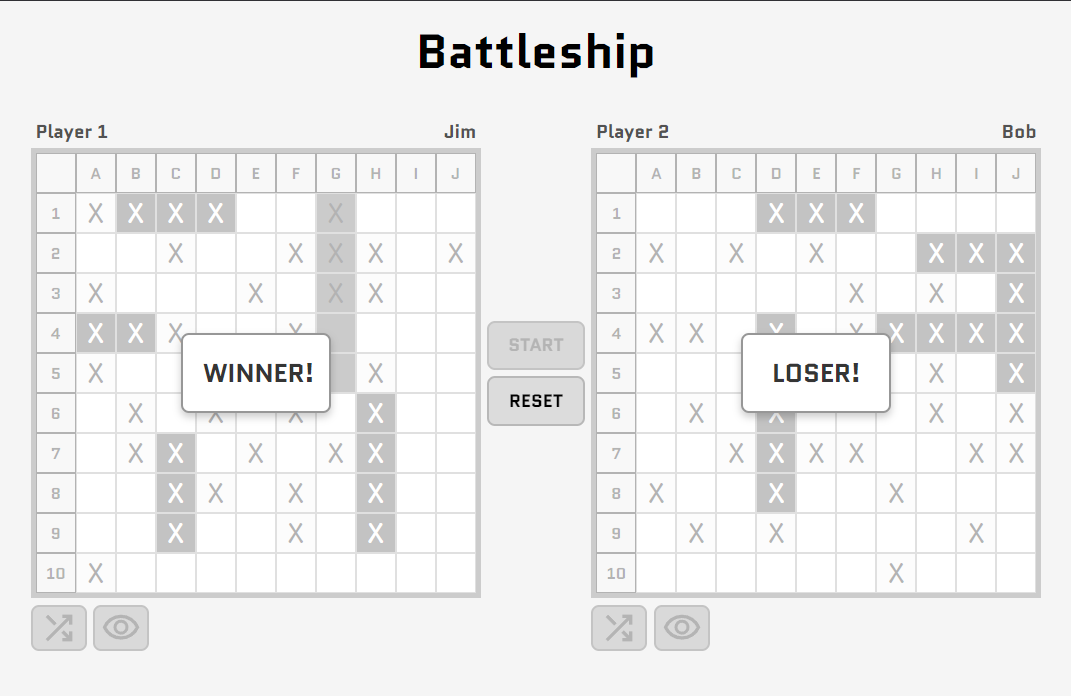 Battleship
Player 1 Jim
Player 2 Bob
A B C D E F G H I J
A B C D E F G H I J
1 X X X X X
1 X X X
2 X X X X X
2 X X X X X X
3 X X X X
3 X X X
4 X X X X
4 X X X X X X X X
START
5 X X
WINNER!
LOSER!
5 X X
RESET
6 X X X X
6 X X X X
7 X X X X X
7 X X X X X X
8 X X X X
8 X X X
9 X X X
9 X X X
10 X
10 X